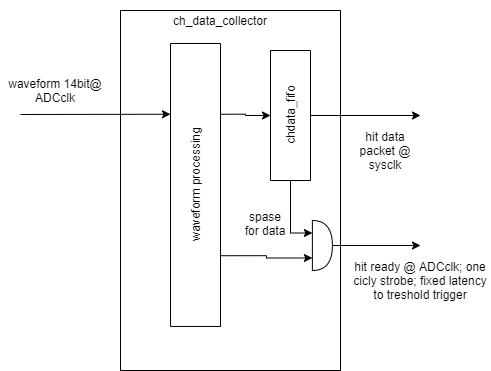 ch_data_collector
waveform 14bit@
ADCclk
waveform processing
chdata_fifo
hit data
packet @
sysclk
spase
for data
hit ready @ ADCclk; one
cicly strobe; fixed latency
to treshold trigger